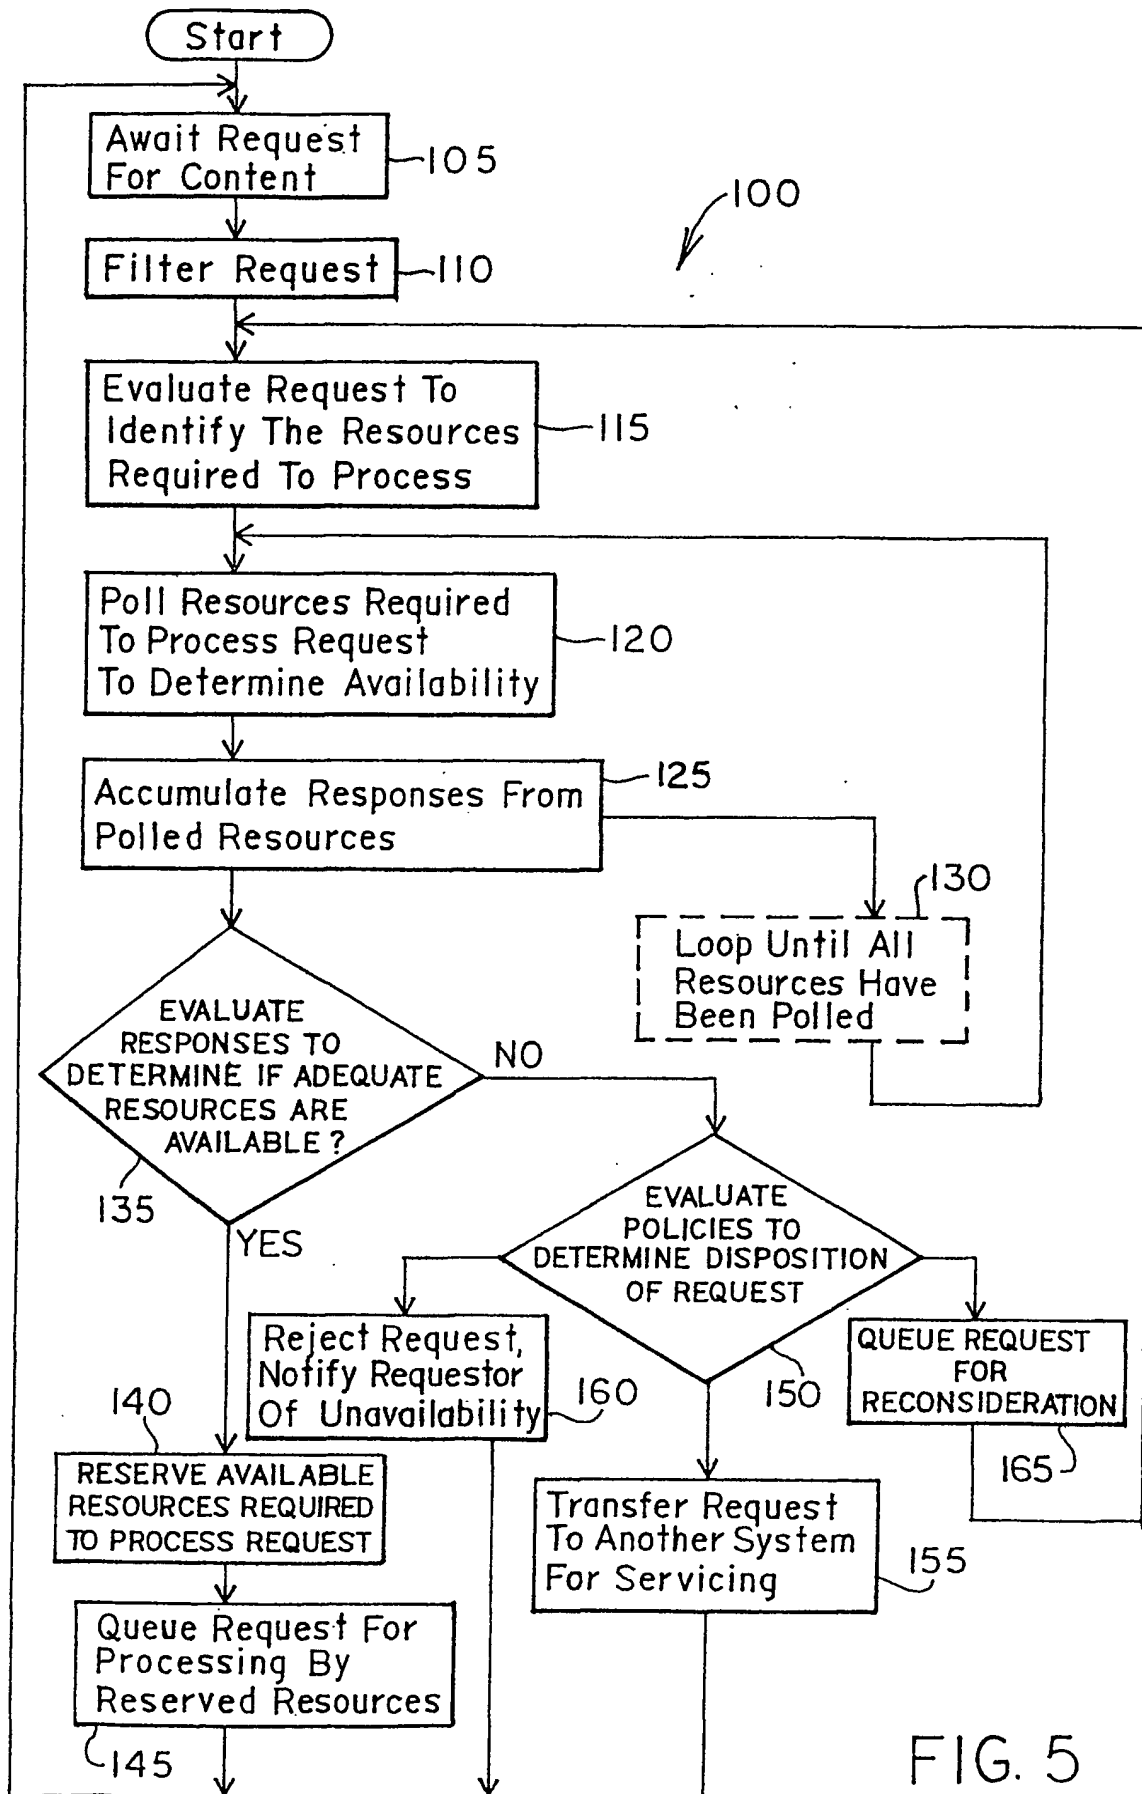 Start
Await Request
For Content
105
100
Filter Request
110
Evaluate Request To
Identify The Resources
Required To Process
115
Poll Resources Required
To Process Request
To Determine Availability
120
Accumulate Responses From
Polled Resources
125
130
Loop Until All
Resources Have
Been Polled
EVALUATE
RESPONSES TO
DETERMINE IF ADEQUATE
RESOURCES ARE
AVAILABLE?
NO
135
YES
EVALUATE
POLICIES TO
DETERMINE DISPOSITION
OF REQUEST
150
Reject Request,
Notify Requestor
Of Unavailability
160
QUEUE REQUEST
FOR
RECONSIDERATION
165
140
RESERVE AVAILABLE
RESOURCES REQUIRED
TO PROCESS REQUEST
Transfer Request
To Another System
For Servicing
155
Queue Request For
Processing By
Reserved Resources
145
FIG. 5